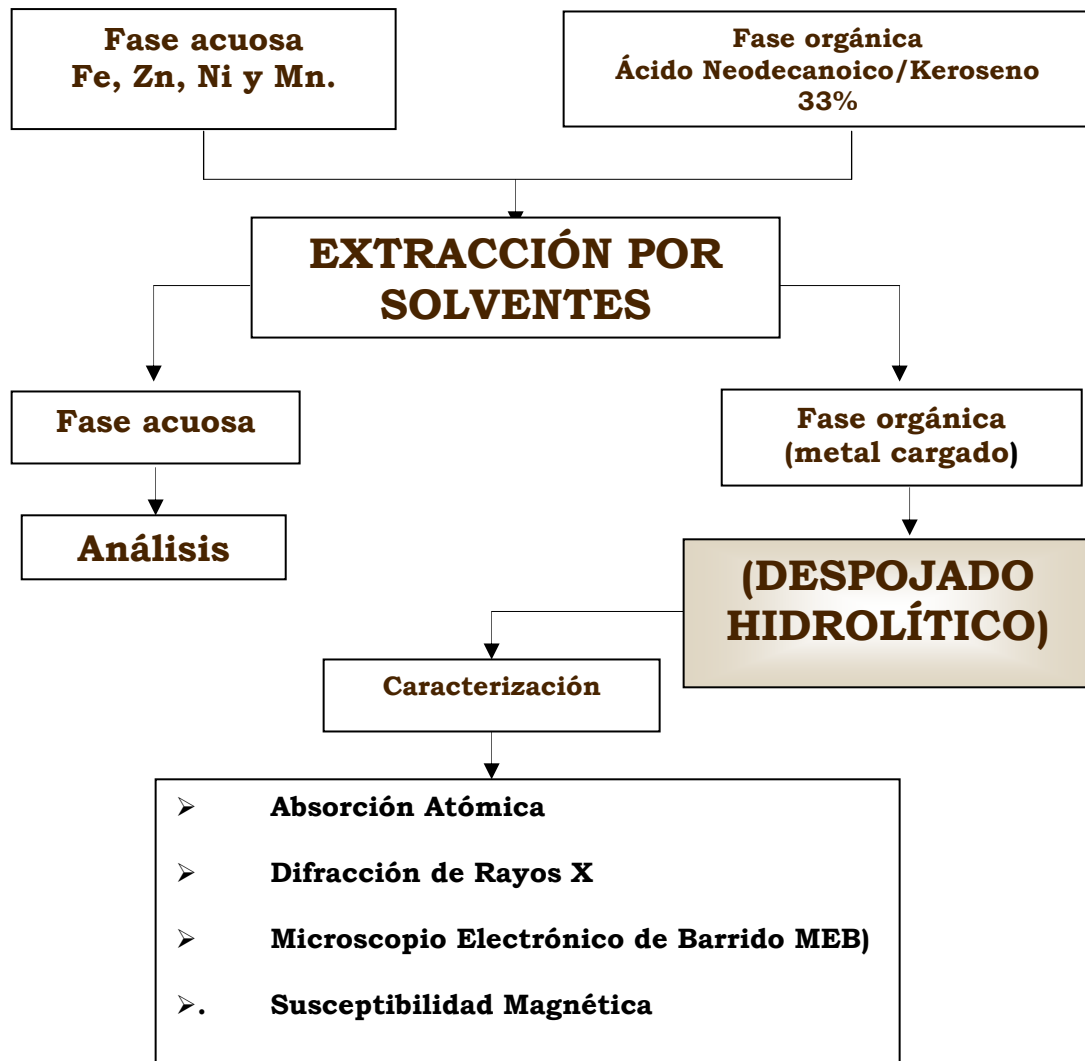 Fase acuosa
Fe, Zn, Ni y Mn.
Fase orgánica
Ácido Neodecanoico/Keroseno
33%
EXTRACCIÓN POR
SOLVENTES
Fase acuosa
Fase orgánica
(metal cargado)
Análisis
(DESPOJADO
HIDROLÍTICO)
Caracterización
➢ Absorción Atómica
➢ Difracción de Rayos X
➢ Microscopio Electrónico de Barrido MEB)
➢. Susceptibilidad Magnética